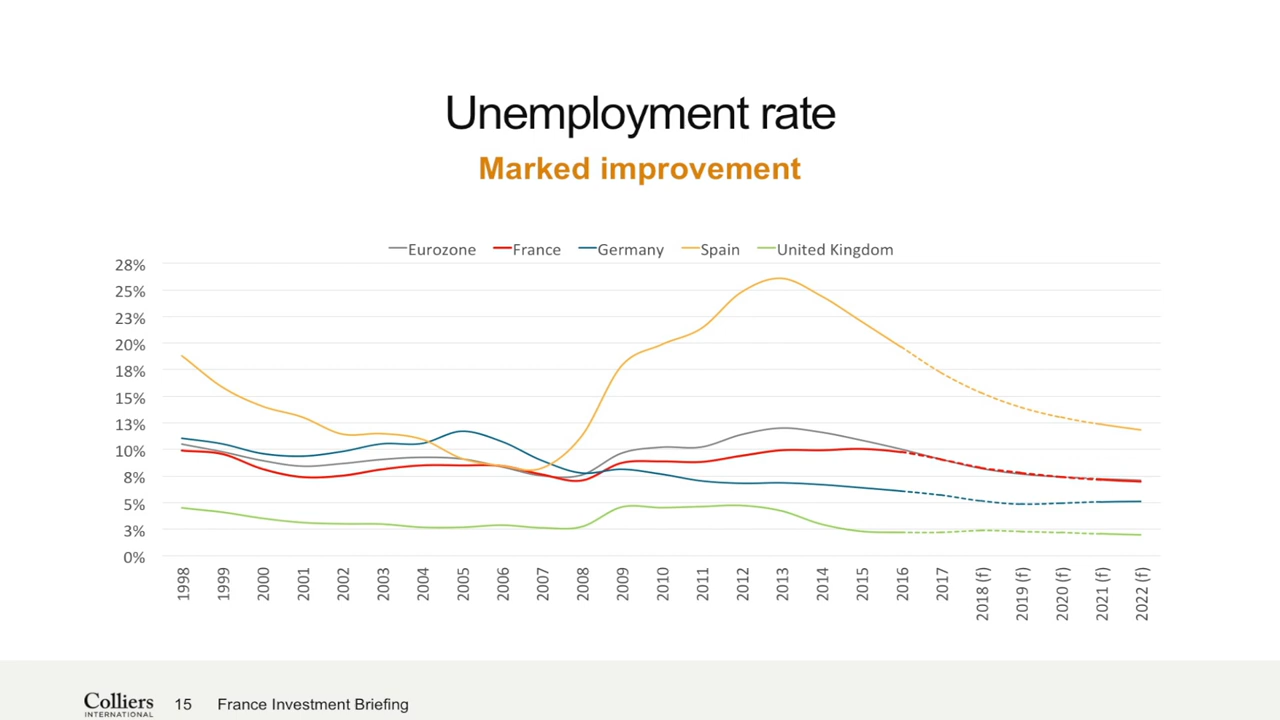 Unemployment rate
Marked improvement
Eurozone France Germany Spain United Kingdom
28%
25%
23%
20%
18%
15%
13%
10%
8%
5%
3%
0%
1998 1999 2000 2001 2002 2003 2004 2005 2006 2007 2008 2009 2010 2011 2012 2013 2014 2015 2016 2017 2018 (f) 2019 (f) 2020 (f) 2021 (f) 2022 (f)
Colliers
INTERNATIONAL
15 France Investment Briefing